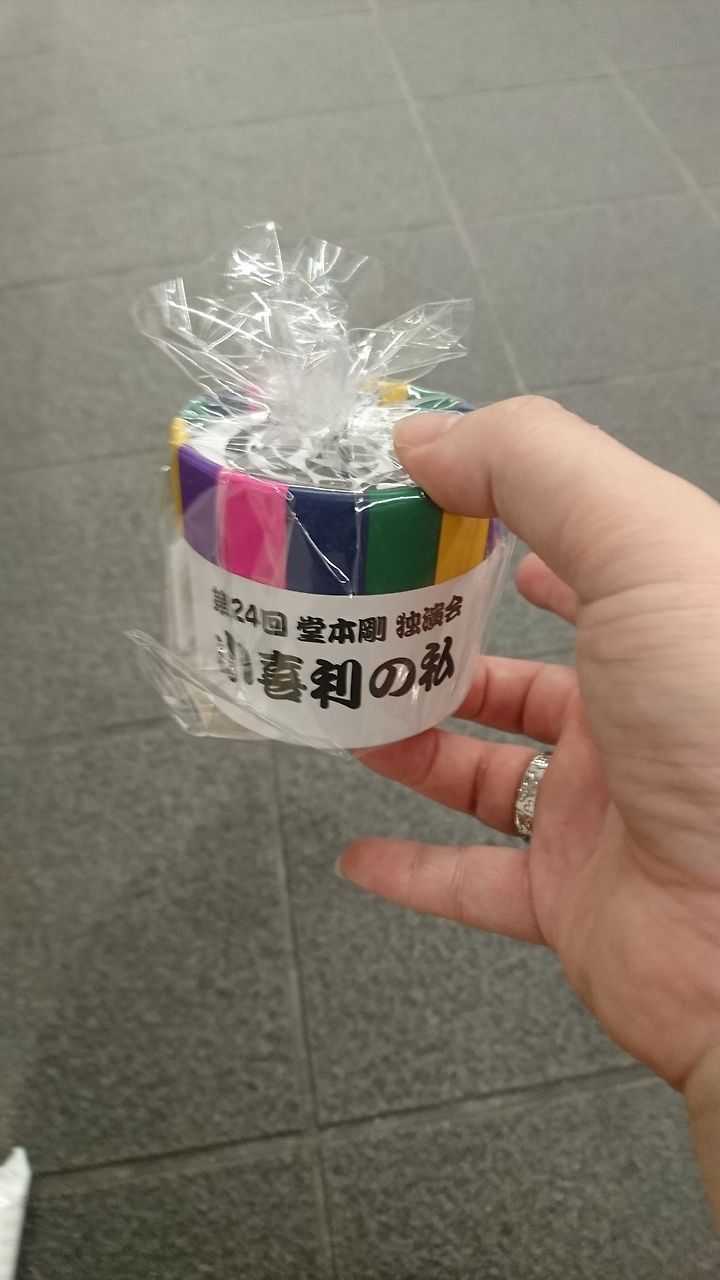 第24回 堂本剛 独演会
小喜利の私